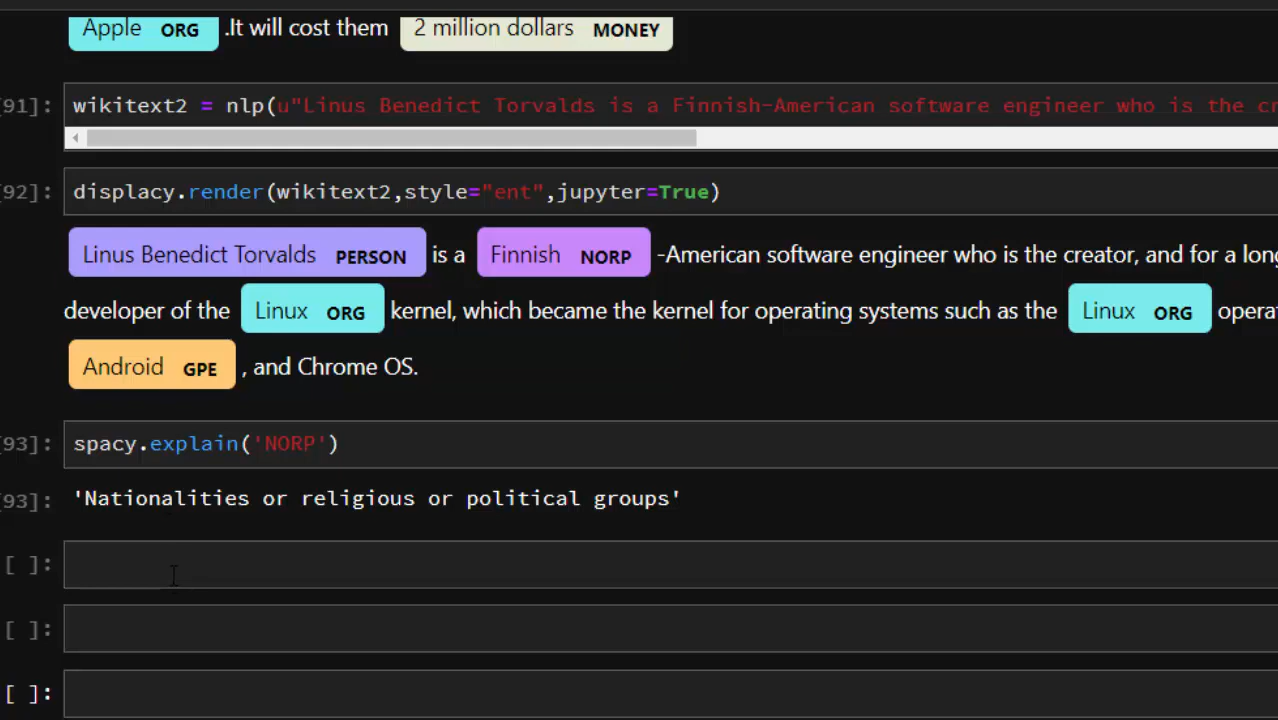 Apple ORG .It will cost them 2 million dollars MONEY
[91]: wikitext2 = nlp(u"Linus Benedict Torvalds is a Finnish-American software engineer who is the cr
[92]: displacy.render(wikitext2,style="ent",jupyter=True)
Linus Benedict Torvalds PERSON is a Finnish NORP -American software engineer who is the creator, and for a long
developer of the Linux ORG kernel, which became the kernel for operating systems such as the Linux ORG operat
Android GPE , and Chrome OS.
[93]: spacy.explain('NORP')
[93]: 'Nationalities or religious or political groups'
[ ]:
[ ]:
[ ]: